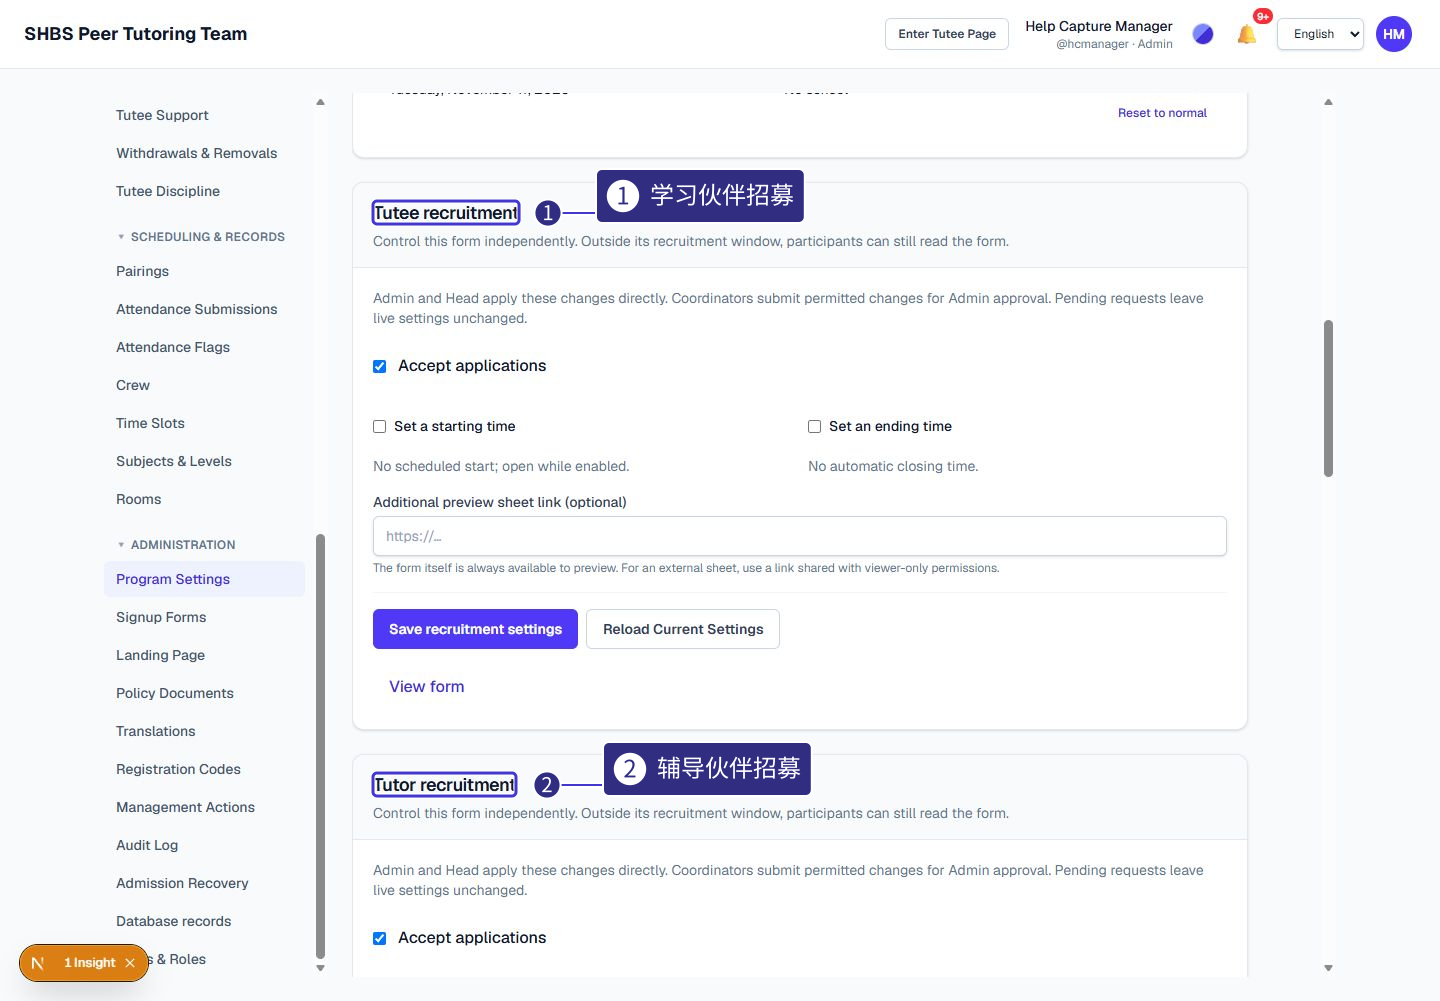 SHBS Peer Tutoring Team
Enter Tutee Page
Help Capture Manager
@hcmanager · Admin
9+
English
HM
Tutee Support
Withdrawals & Removals
Tutee Discipline
SCHEDULING & RECORDS
Pairings
Attendance Submissions
Attendance Flags
Crew
Time Slots
Subjects & Levels
Rooms
ADMINISTRATION
Program Settings
Signup Forms
Landing Page
Policy Documents
Translations
Registration Codes
Management Actions
Audit Log
Admission Recovery
Database records
& Roles
1 Insight
Reset to normal
Tutee recruitment
1
1 学习伙伴招募
Control this form independently. Outside its recruitment window, participants can still read the form.
Admin and Head apply these changes directly. Coordinators submit permitted changes for Admin approval. Pending requests leave
live settings unchanged.
Accept applications
Set a starting time
Set an ending time
No scheduled start; open while enabled.
No automatic closing time.
Additional preview sheet link (optional)
https://...
The form itself is always available to preview. For an external sheet, use a link shared with viewer-only permissions.
Save recruitment settings
Reload Current Settings
View form
Tutor recruitment
2
2 辅导伙伴招募
Control this form independently. Outside its recruitment window, participants can still read the form.
Admin and Head apply these changes directly. Coordinators submit permitted changes for Admin approval. Pending requests leave
live settings unchanged.
Accept applications